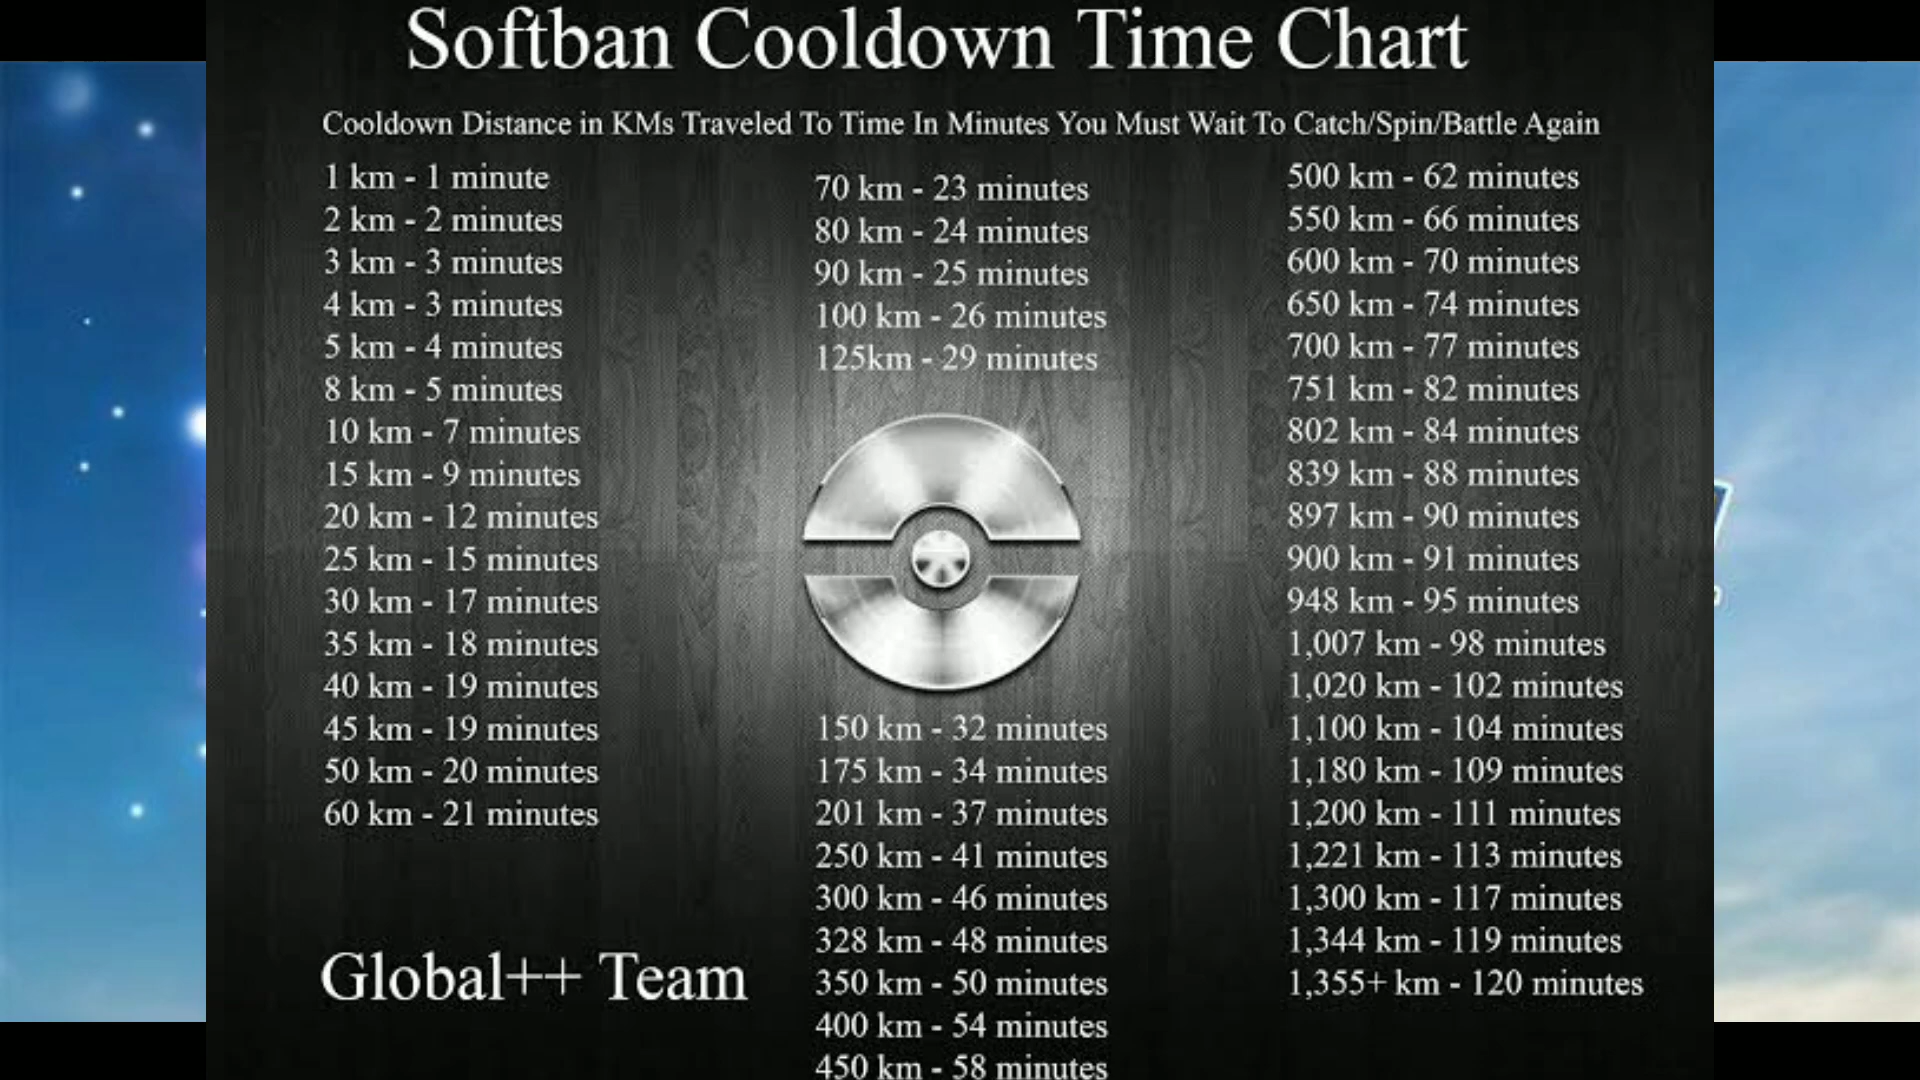 Softban Cooldown Time Chart
Cooldown Distance in KMs Traveled To Time In Minutes You Must Wait To Catch/Spin/Battle Again
1 km - 1 minute
2 km - 2 minutes
3 km - 3 minutes
4 km - 3 minutes
5 km - 4 minutes
8 km - 5 minutes
10 km - 7 minutes
15 km - 9 minutes
20 km - 12 minutes
25 km - 15 minutes
30 km - 17 minutes
35 km - 18 minutes
40 km - 19 minutes
45 km - 19 minutes
50 km - 20 minutes
60 km - 21 minutes
70 km - 23 minutes
80 km - 24 minutes
90 km - 25 minutes
100 km - 26 minutes
125km - 29 minutes
150 km - 32 minutes
175 km - 34 minutes
201 km - 37 minutes
250 km - 41 minutes
300 km - 46 minutes
328 km - 48 minutes
350 km - 50 minutes
400 km - 54 minutes
450 km - 58 minutes
500 km - 62 minutes
550 km - 66 minutes
600 km - 70 minutes
650 km - 74 minutes
700 km - 77 minutes
751 km - 82 minutes
802 km - 84 minutes
839 km - 88 minutes
897 km - 90 minutes
900 km - 91 minutes
948 km - 95 minutes
1,007 km - 98 minutes
1,020 km - 102 minutes
1,100 km - 104 minutes
1,180 km - 109 minutes
1,200 km - 111 minutes
1,221 km - 113 minutes
1,300 km - 117 minutes
1,344 km - 119 minutes
1,355+ km - 120 minutes
Global++ Team